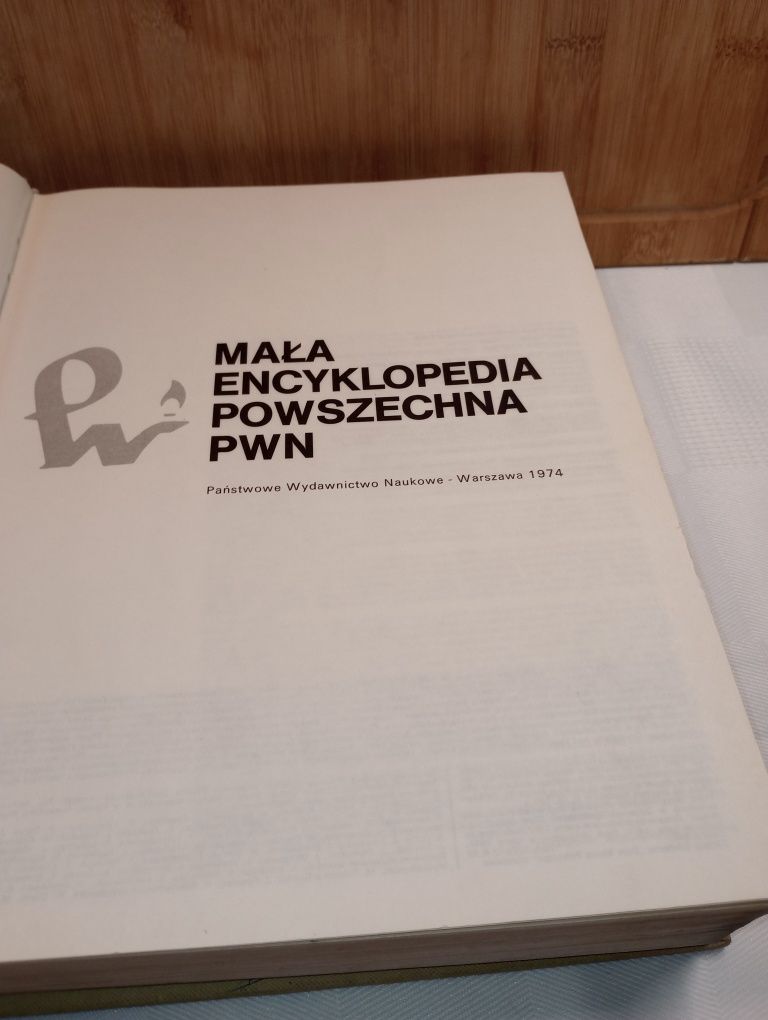 MAŁA
ENCYKLOPEDIA
POWSZECHNA
PWN
Państwowe Wydawnictwo Naukowe - Warszawa 1974